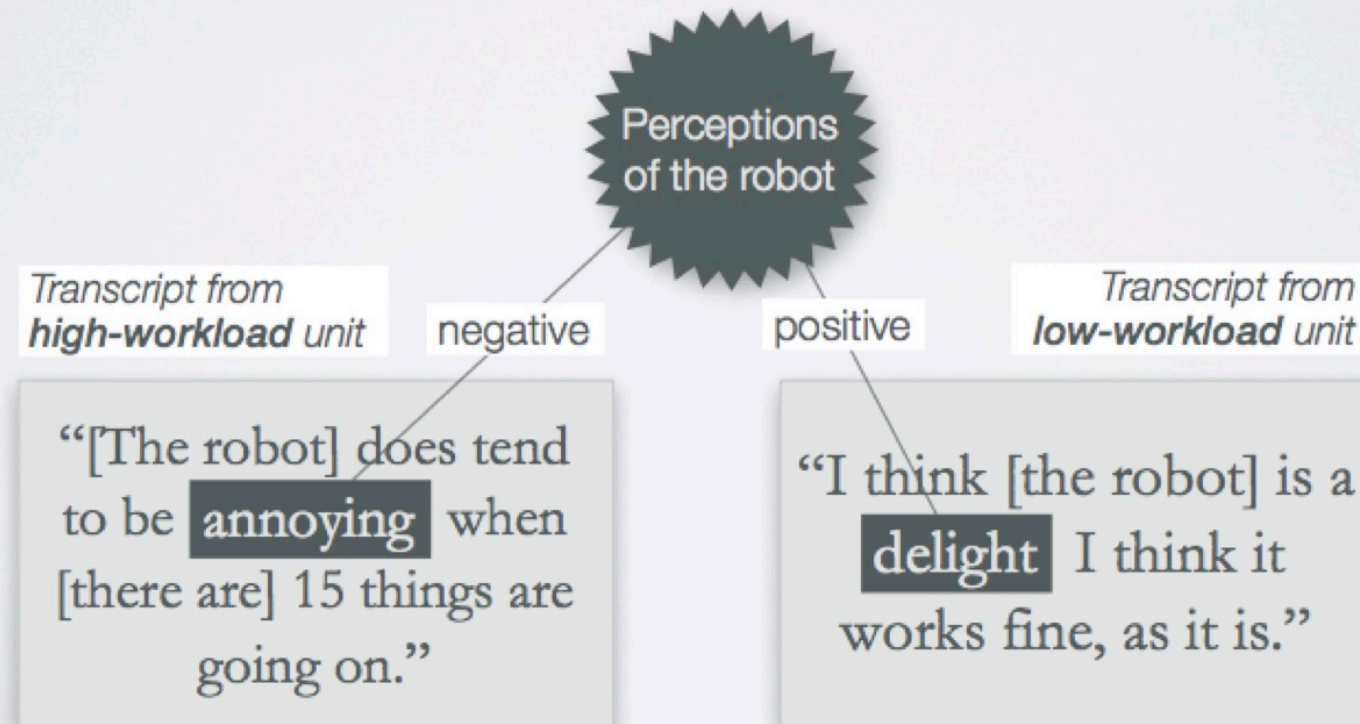 Perceptions
of the robot
Transcript from
high-workload unit
negative
positive
Transcript from
low-workload unit
“[The robot] does tend
to be annoying when
[there are] 15 things are
going on.”
“I think [the robot] is a
delight I think it
works fine, as it is.”